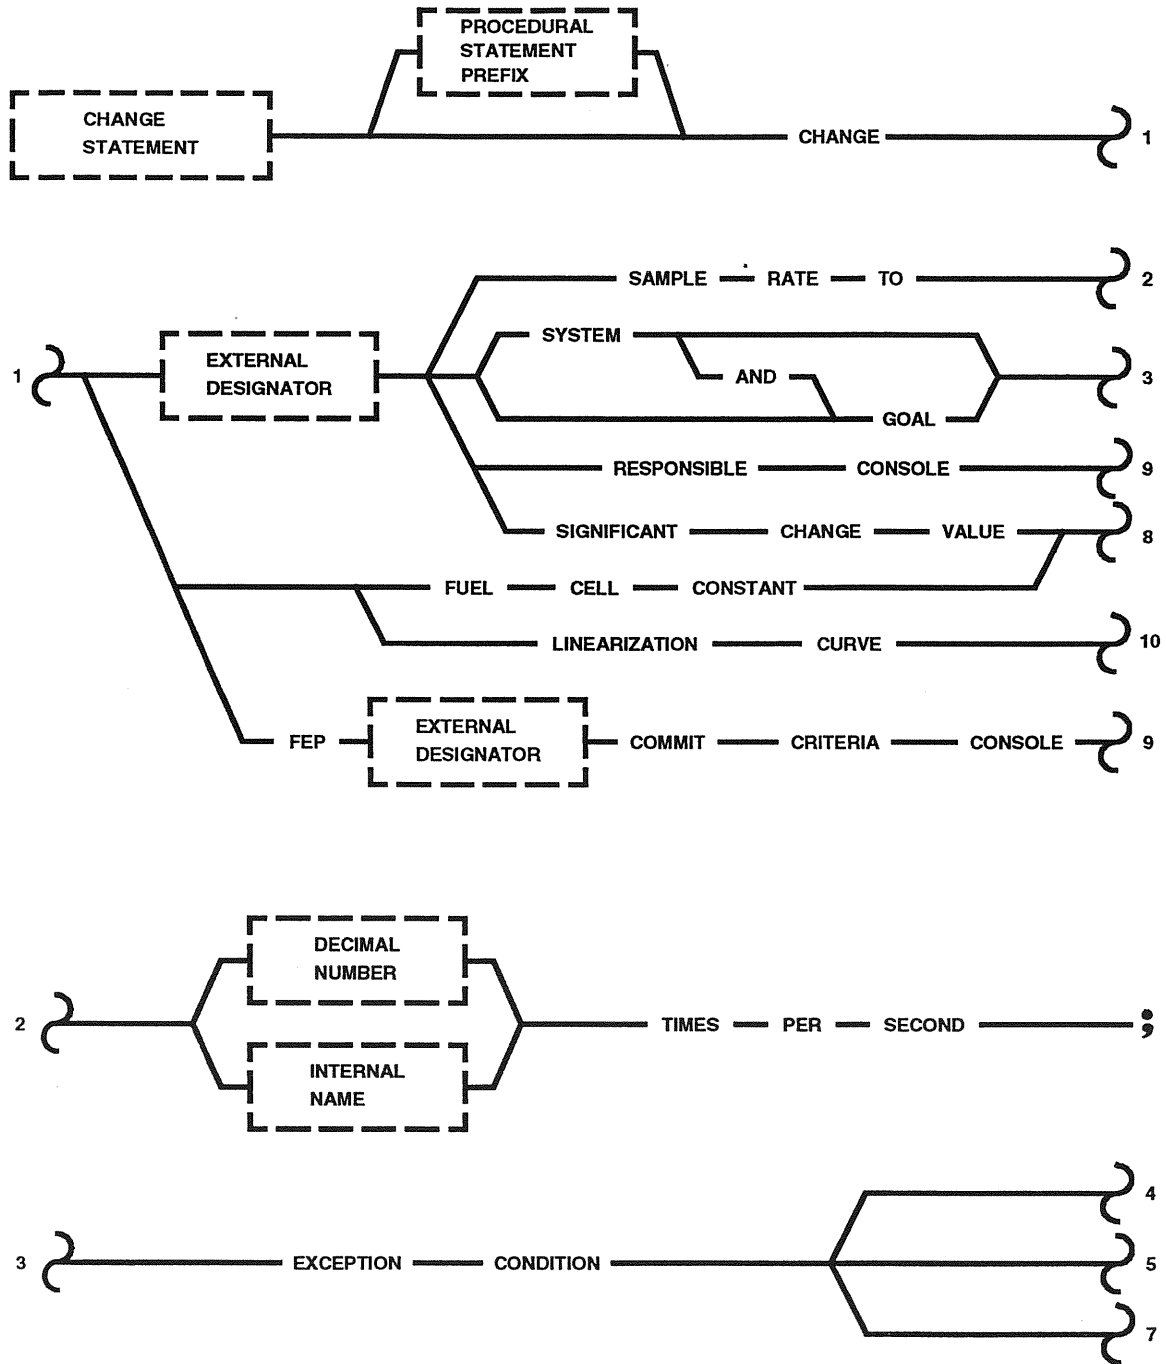 PROCEDURAL
STATEMENT
PREFIX
CHANGE
STATEMENT
CHANGE 1
SAMPLE RATE TO 2
1 EXTERNAL
DESIGNATOR
SYSTEM
AND 3
GOAL
RESPONSIBLE CONSOLE 9
SIGNIFICANT CHANGE VALUE 8
FUEL CELL CONSTANT
LINEARIZATION CURVE 10
FEP EXTERNAL
DESIGNATOR COMMIT CRITERIA CONSOLE 9
DECIMAL
NUMBER
2 TIMES PER SECOND ;
INTERNAL
NAME
4
3 EXCEPTION CONDITION 5
7